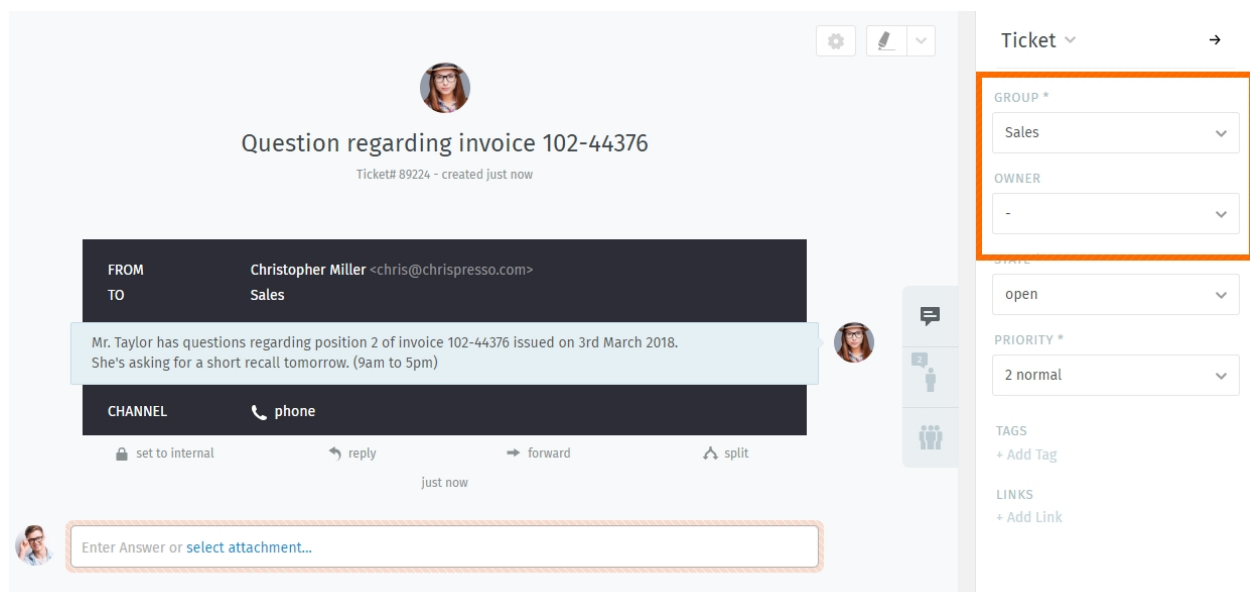 Question regarding invoice 102-44376
Ticket# 89224 - created just now
FROM Christopher Miller <chris@chrispresso.com>
TO Sales
Mr. Taylor has questions regarding position 2 of invoice 102-44376 issued on 3rd March 2018.
She's asking for a short recall tomorrow. (9am to 5pm)
CHANNEL phone
set to internal reply forward split
just now
Enter Answer or select attachment...
2
Ticket
GROUP *
Sales
OWNER
-
STATE *
open
PRIORITY *
2 normal
TAGS
+ Add Tag
LINKS
+ Add Link